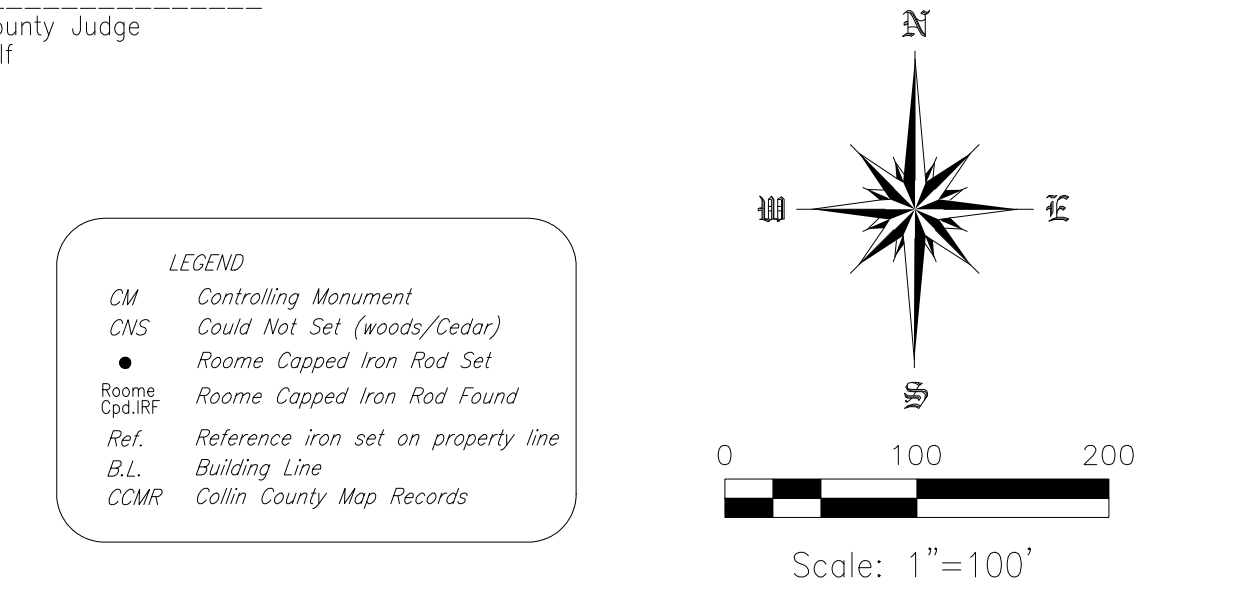 County Judge
N
W
E
S
LEGEND
CM Controlling Monument
CNS Could Not Set (woods/Cedar)
● Roome Capped Iron Rod Set
Roome
Cpd.IRF Roome Capped Iron Rod Found
Ref. Reference iron set on property line
B.L. Building Line
CCMR Collin County Map Records
0 100 200
Scale: 1"=100'